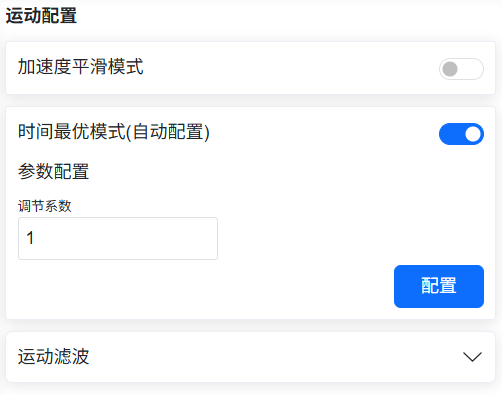 运动配置
加速度平滑模式
时间最优模式(自动配置)
参数配置
调节系数
1
配置
运动滤波